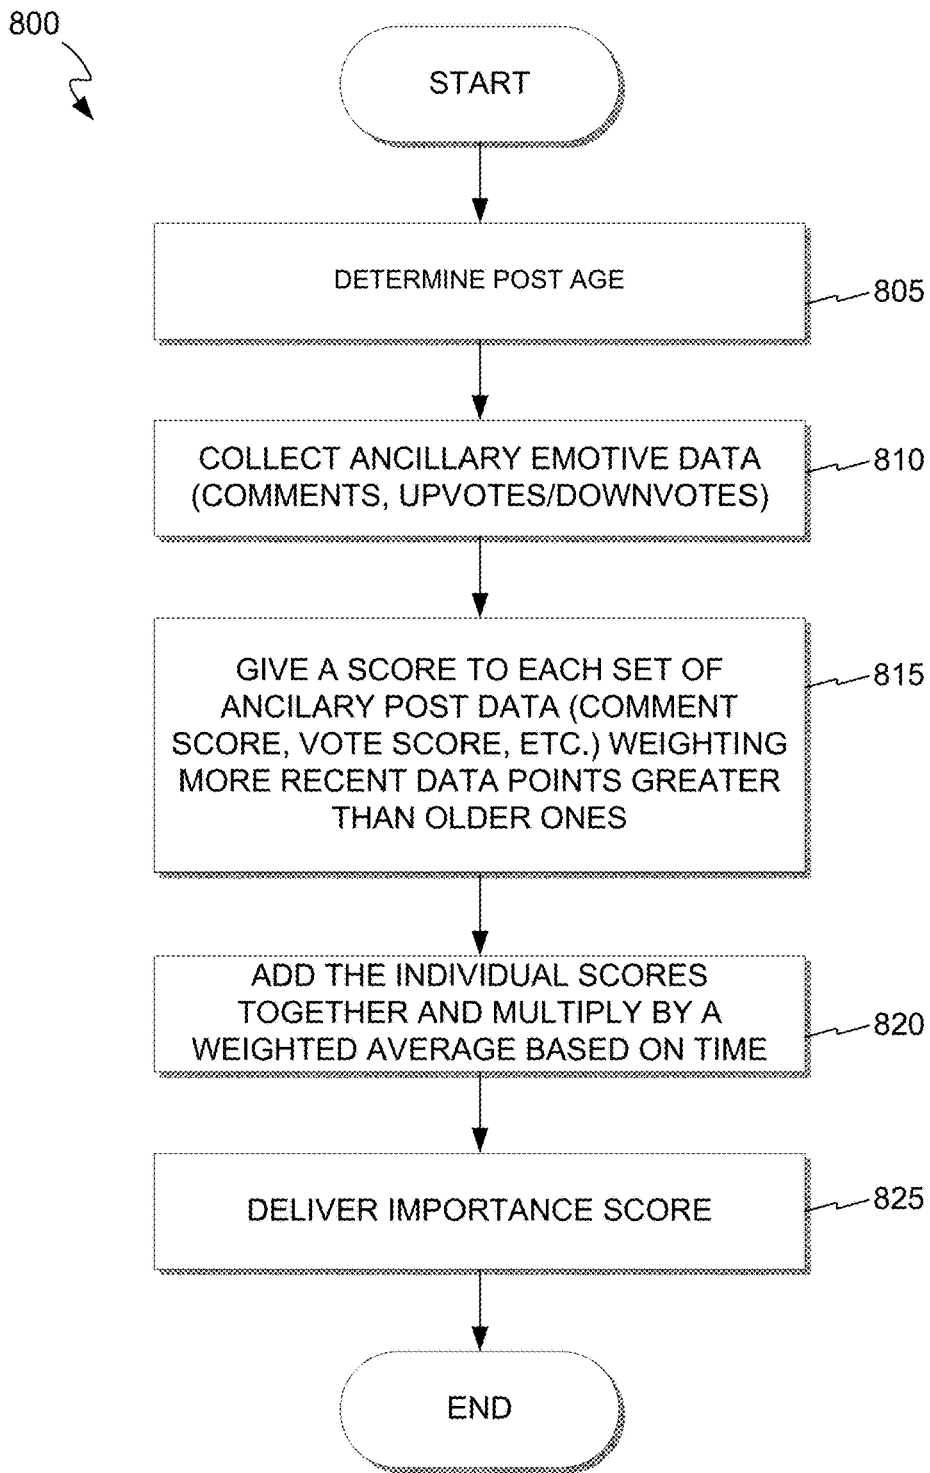 800
START
DETERMINE POST AGE
805
COLLECT ANCILLARY EMOTIVE DATA
(COMMENTS, UPVOTES/DOWNVOTES)
810
GIVE A SCORE TO EACH SET OF
ANCILARY POST DATA (COMMENT
SCORE, VOTE SCORE, ETC.) WEIGHTING
MORE RECENT DATA POINTS GREATER
THAN OLDER ONES
815
ADD THE INDIVIDUAL SCORES
TOGETHER AND MULTIPLY BY A
WEIGHTED AVERAGE BASED ON TIME
820
DELIVER IMPORTANCE SCORE
825
END